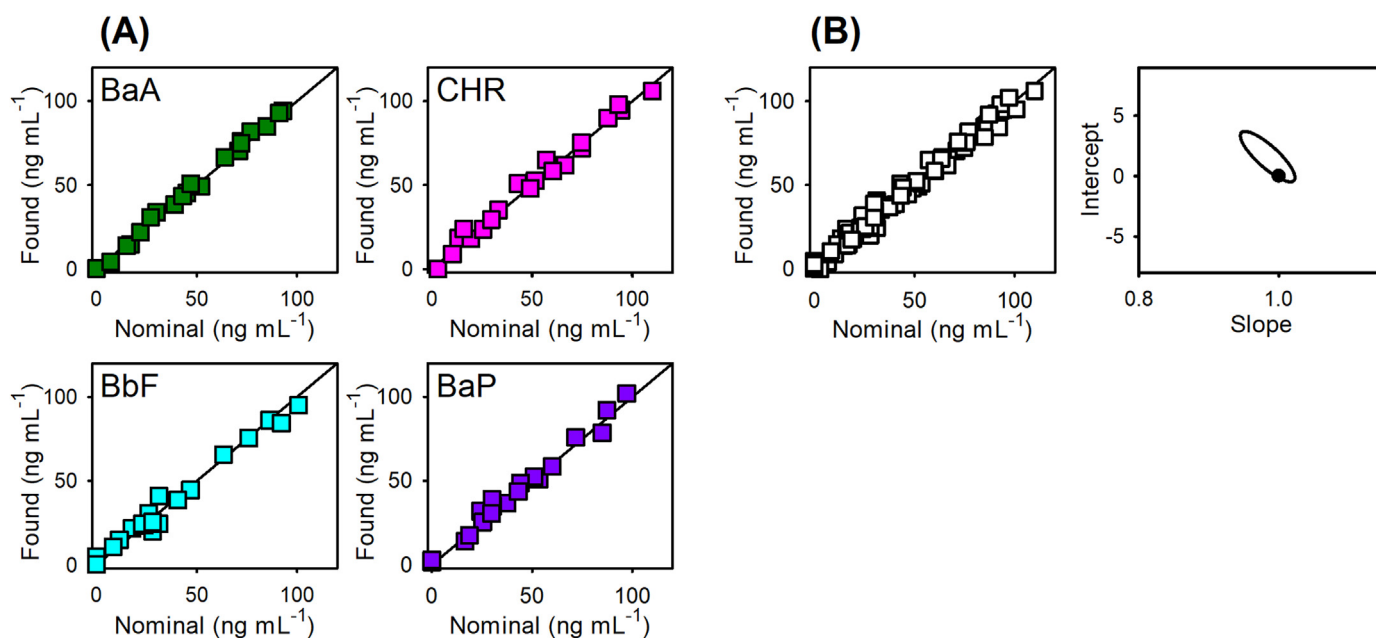 (A)
BaA
Found (ng mL⁻¹)
100
50
0
0 50 100
Nominal (ng mL⁻¹)
CHR
Found (ng mL⁻¹)
100
50
0
0 50 100
Nominal (ng mL⁻¹)
BbF
Found (ng mL⁻¹)
100
50
0
0 50 100
Nominal (ng mL⁻¹)
BaP
Found (ng mL⁻¹)
100
50
0
0 50 100
Nominal (ng mL⁻¹)
(B)
Found (ng mL⁻¹)
100
50
0
0 50 100
Nominal (ng mL⁻¹)
Intercept
5
0
-5
0.8 1.0
Slope